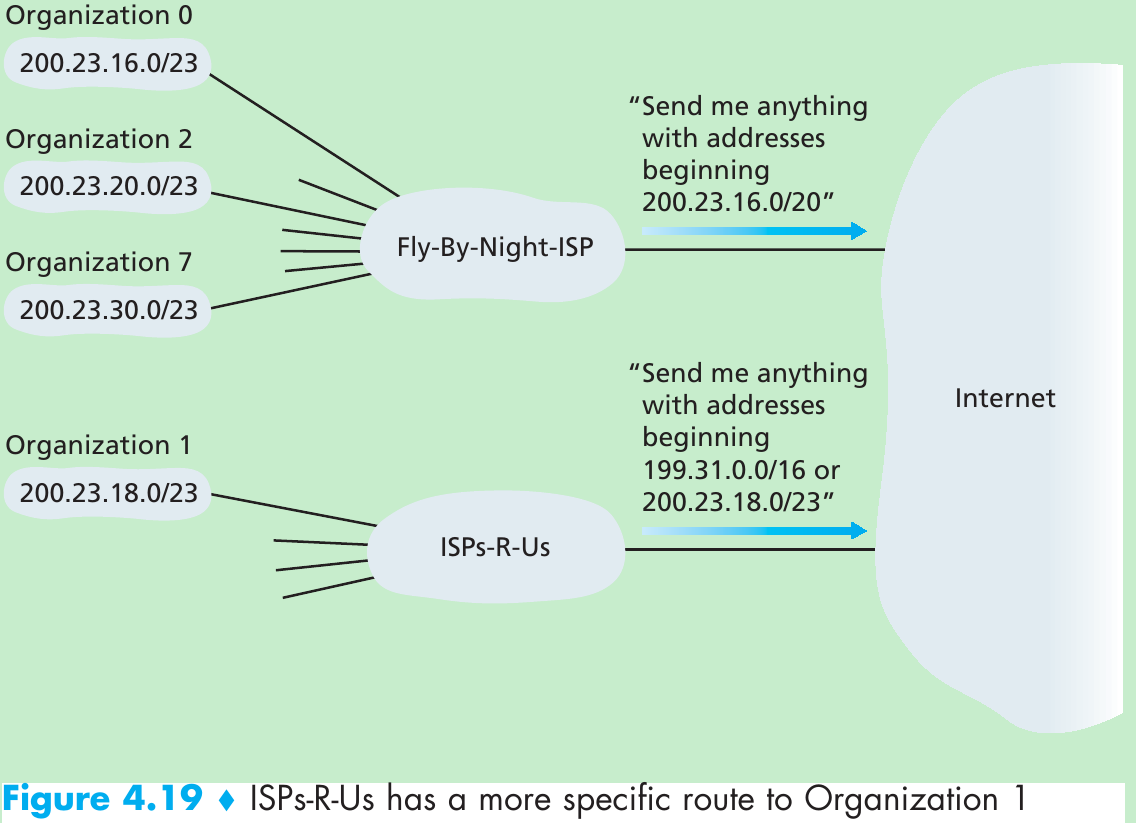 Organization 0
200.23.16.0/23
Organization 2
200.23.20.0/23
Organization 7
200.23.30.0/23
Fly-By-Night-ISP
“Send me anything
with addresses
beginning
200.23.16.0/20”
Organization 1
200.23.18.0/23
ISPs-R-Us
“Send me anything
with addresses
beginning
199.31.0.0/16 or
200.23.18.0/23”
Internet
Figure 4.19 ♦ ISPs-R-Us has a more specific route to Organization 1